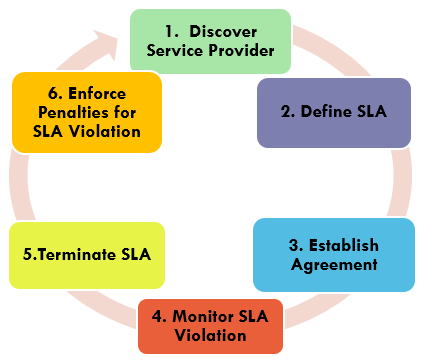 1. Discover
Service Provider
2. Define SLA
3. Establish
Agreement
4. Monitor SLA
Violation
5.Terminate SLA
6. Enforce
Penalties for
SLA Violation